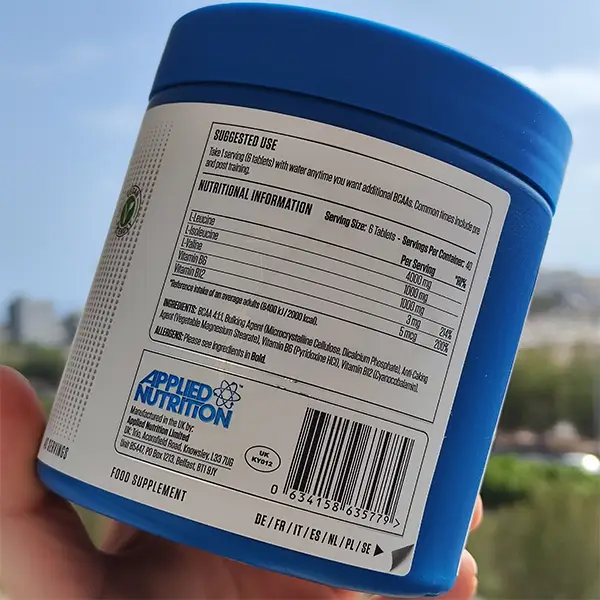 SUGGESTED USE
Take 1 serving (6 tablets) with water anytime you want additional BCAAs. Common times include pre
and post training.
NUTRITIONAL INFORMATION Serving Size: 6 Tablets - Servings Per Container: 40
Per Serving *RI%
L-Leucine 4000 mg
L-Isoleucine 1000 mg
L-Valine 1000 mg
Vitamin B6 3 mg 214%
Vitamin B12 5 mcg 200%
*Reference intake of an average adults (8400 kJ / 2000 kcal).
INGREDIENTS: BCAA 4:1:1, Bulking Agent (Microcrystalline Cellulose, Dicalcium Phosphate), Anti-Caking
Agent (Vegetable Magnesium Stearate), Vitamin B6 (Pyridoxine HCl), Vitamin B12 (Cyanocobalamin).
ALLERGENS: Please see ingredients in Bold.
APPLIED
NUTRITION™
Manufactured in the UK by:
Applied Nutrition Limited
UK: 1 Acornfield Road, Knowsley, L33 7UG
Unit 85441, PO Box 1213, Belfast, BT1 9JY
UK
KY012
0 634158 635779 >
SERVINGS
FOOD SUPPLEMENT
DE / FR / IT / ES / NL / PL / SE ▶